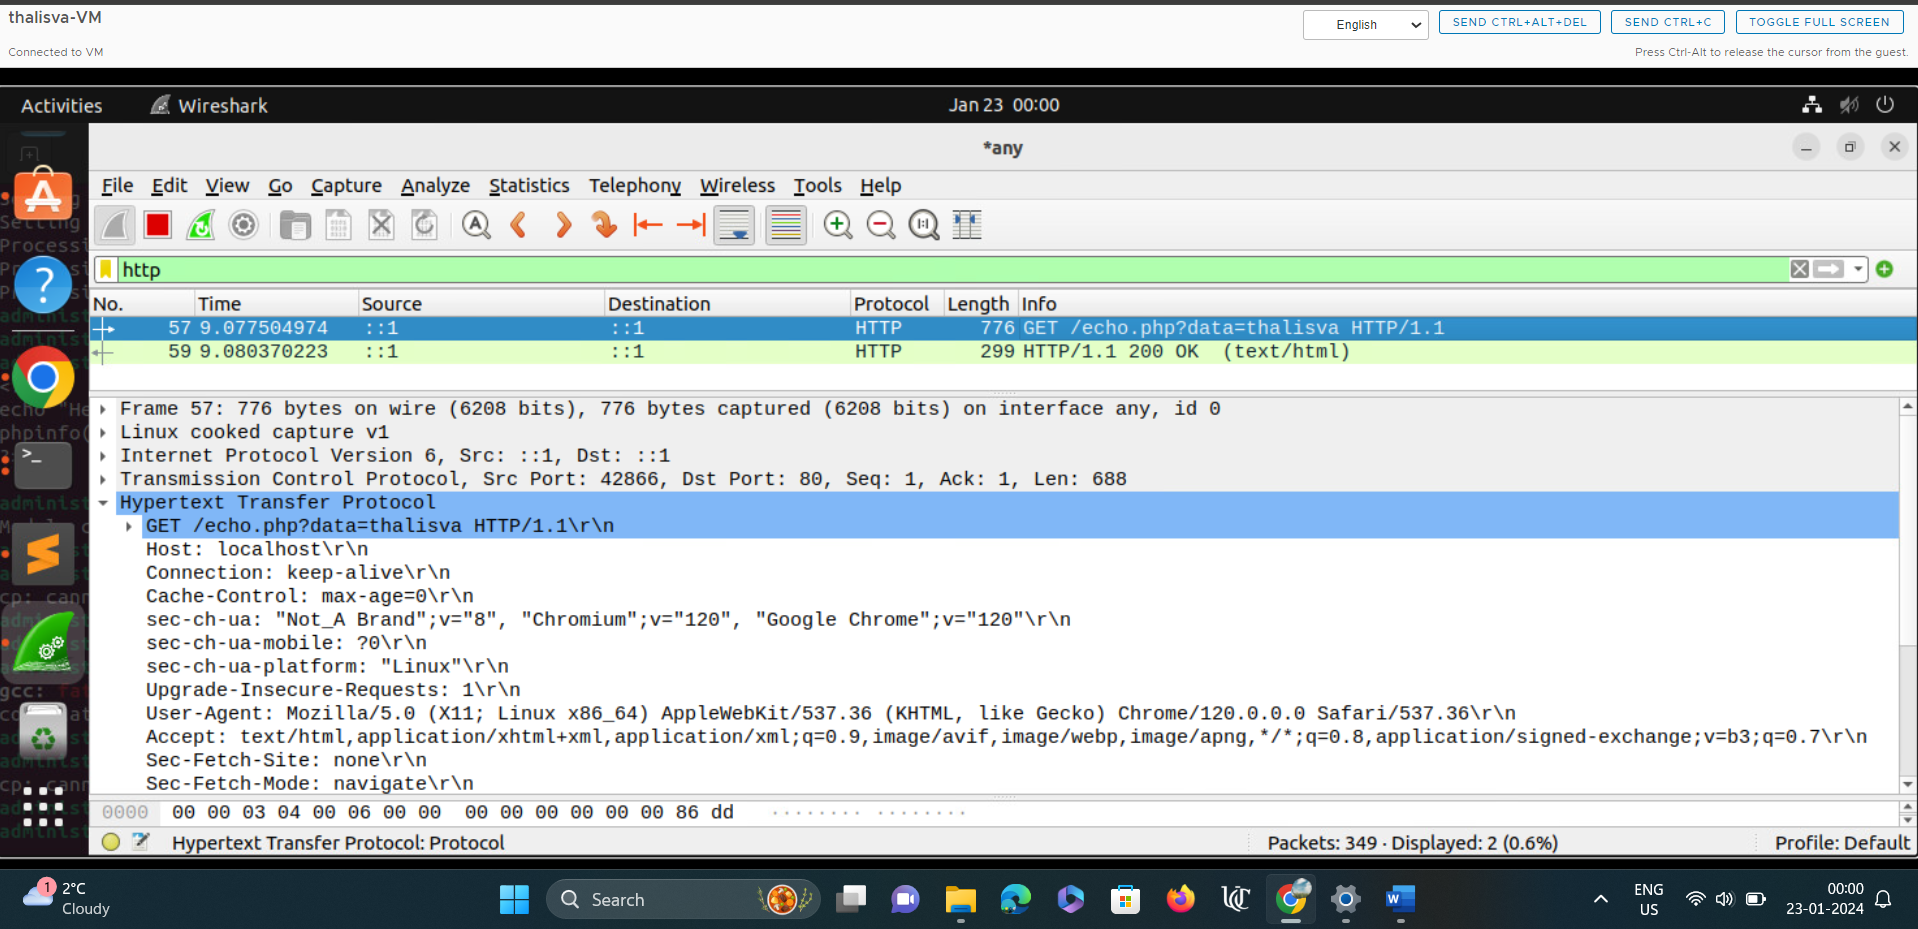 thalisva-VM
English
SEND CTRL+ALT+DEL
SEND CTRL+C
TOGGLE FULL SCREEN
Connected to VM
Press Ctrl-Alt to release the cursor from the guest.
Activities
Wireshark
Jan 23 00:00
*any
File Edit View Go Capture Analyze Statistics Telephony Wireless Tools Help
http
No. Time Source Destination Protocol Length Info
57 9.077504974 ::1 ::1 HTTP 776 GET /echo.php?data=thalisva HTTP/1.1
59 9.080370223 ::1 ::1 HTTP 299 HTTP/1.1 200 OK (text/html)
Frame 57: 776 bytes on wire (6208 bits), 776 bytes captured (6208 bits) on interface any, id 0
Linux cooked capture v1
Internet Protocol Version 6, Src: ::1, Dst: ::1
Transmission Control Protocol, Src Port: 42866, Dst Port: 80, Seq: 1, Ack: 1, Len: 688
Hypertext Transfer Protocol
GET /echo.php?data=thalisva HTTP/1.1\r\n
Host: localhost\r\n
Connection: keep-alive\r\n
Cache-Control: max-age=0\r\n
sec-ch-ua: "Not_A Brand";v="8", "Chromium";v="120", "Google Chrome";v="120"\r\n
sec-ch-ua-mobile: ?0\r\n
sec-ch-ua-platform: "Linux"\r\n
Upgrade-Insecure-Requests: 1\r\n
User-Agent: Mozilla/5.0 (X11; Linux x86_64) AppleWebKit/537.36 (KHTML, like Gecko) Chrome/120.0.0.0 Safari/537.36\r\n
Accept: text/html,application/xhtml+xml,application/xml;q=0.9,image/avif,image/webp,image/apng,*/*;q=0.8,application/signed-exchange;v=b3;q=0.7\r\n
Sec-Fetch-Site: none\r\n
Sec-Fetch-Mode: navigate\r\n
0000 00 00 03 04 00 06 00 00 00 00 00 00 00 00 86 dd ········ ········
Hypertext Transfer Protocol: Protocol
Packets: 349 · Displayed: 2 (0.6%)
Profile: Default
1
2°C
Cloudy
Search
ENG
US
00:00
23-01-2024